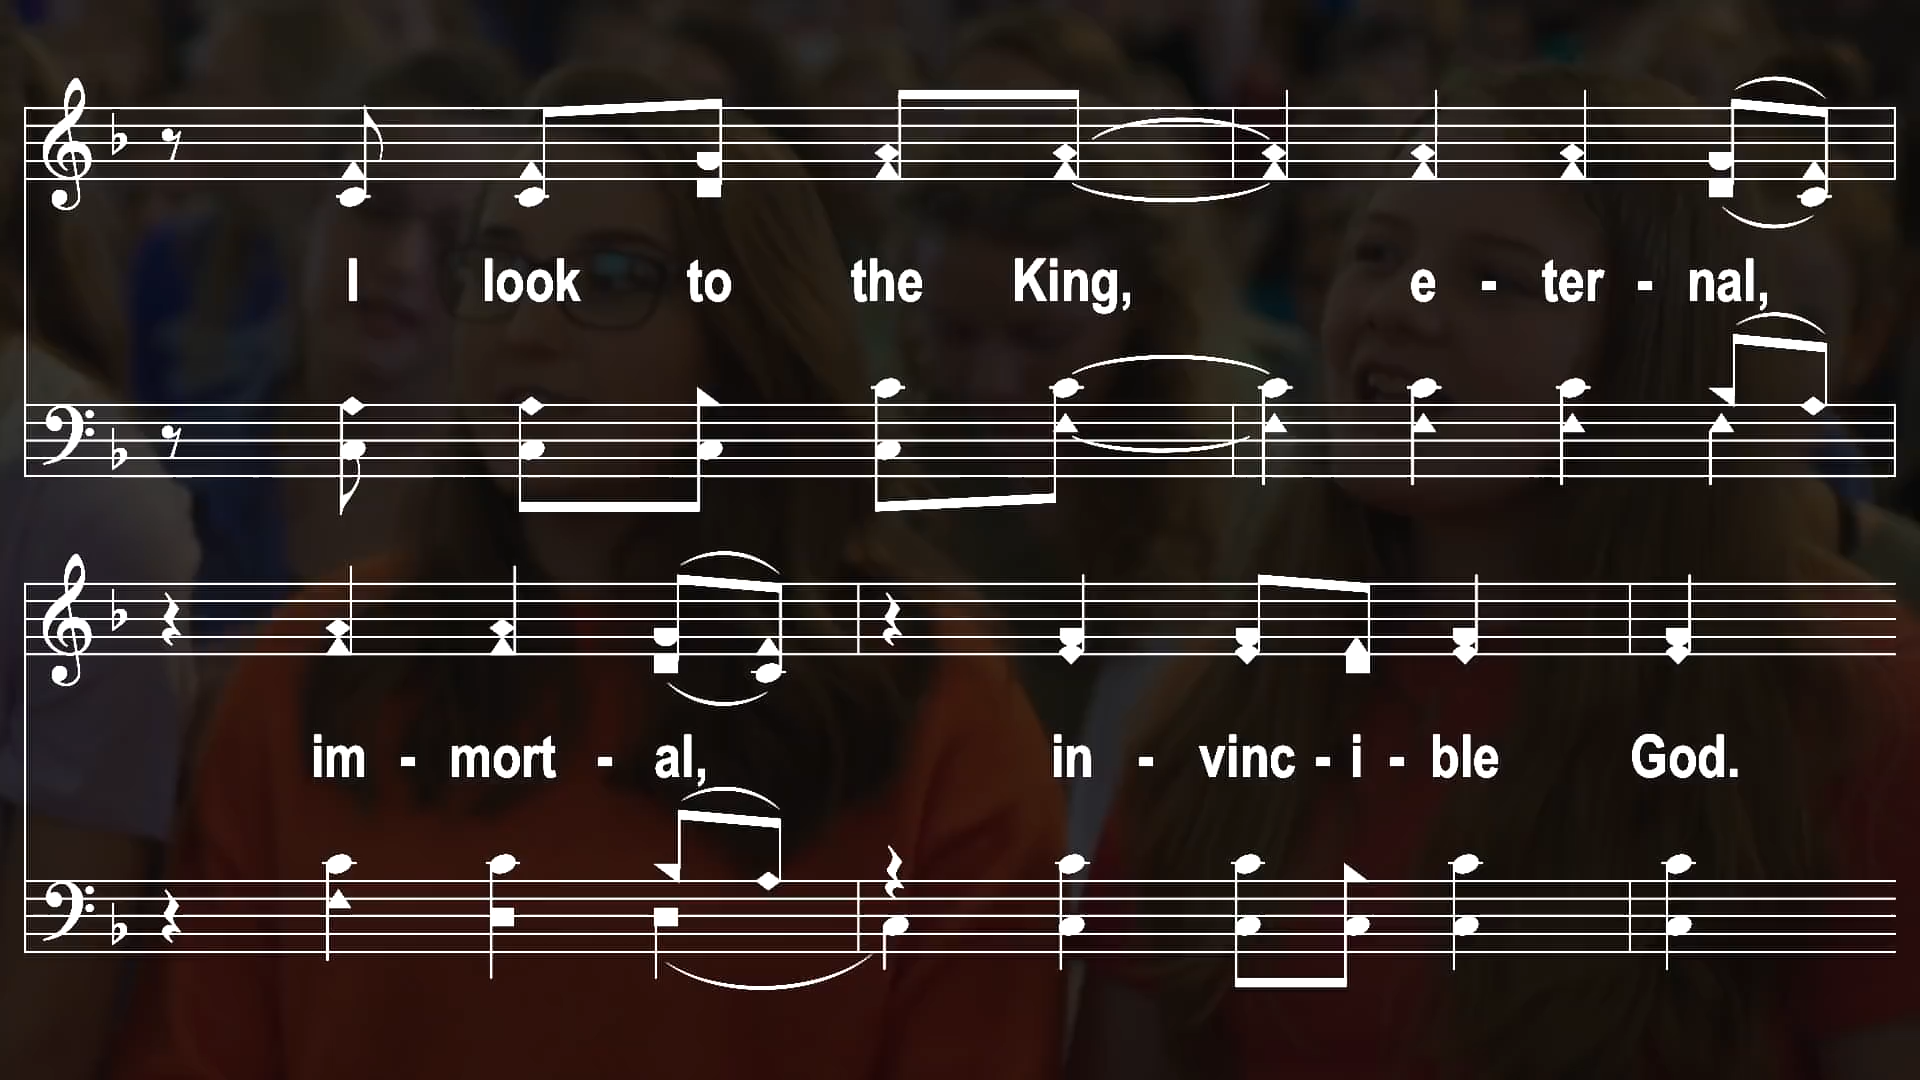 I look to the King, e - ter - nal,
im - mort - al, in - vinc - i - ble God.